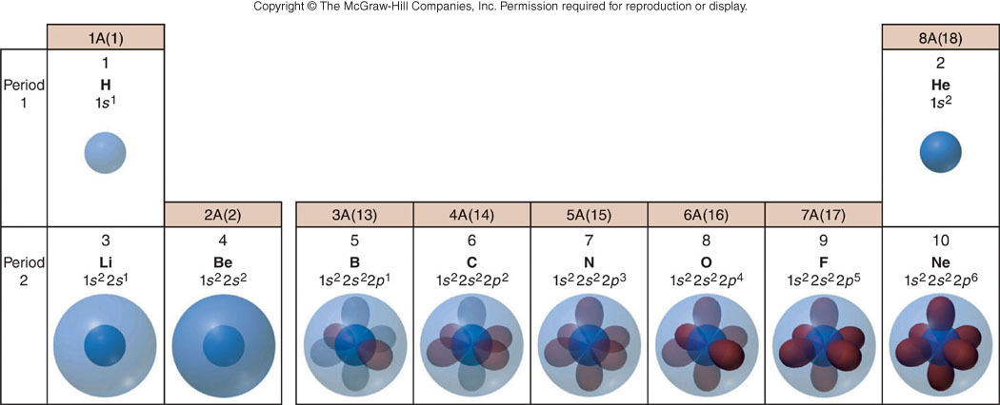 Copyright © The McGraw-Hill Companies, Inc. Permission required for reproduction or display.
1A(1) 8A(18)
Period 1
1 2
H He
1s¹ 1s²
2A(2) 3A(13) 4A(14) 5A(15) 6A(16) 7A(17)
Period 2
3 4 5 6 7 8 9 10
Li Be B C N O F Ne
1s²2s¹ 1s²2s² 1s²2s²2p¹ 1s²2s²2p² 1s²2s²2p³ 1s²2s²2p⁴ 1s²2s²2p⁵ 1s²2s²2p⁶